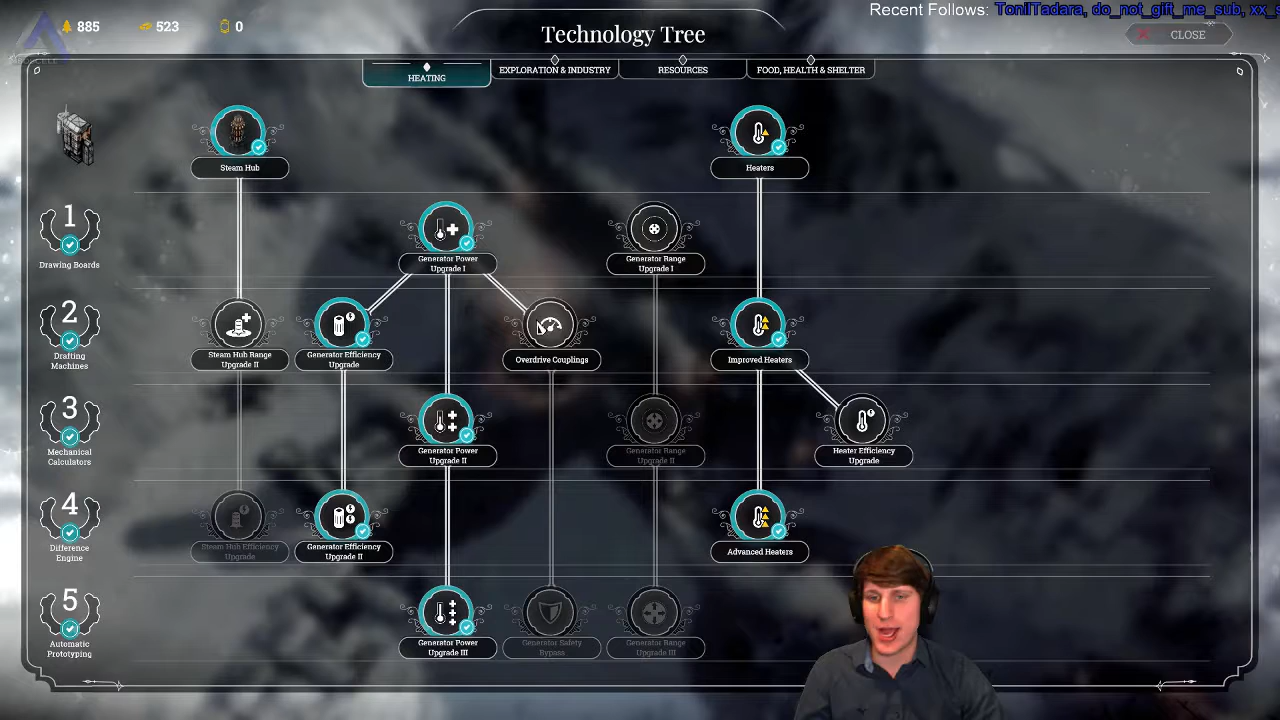 Recent Follows: ToniiTadara, do_not_gift_me_sub, xx_s
885
523
0
Technology Tree
CLOSE
HEATING
EXPLORATION & INDUSTRY
RESOURCES
FOOD, HEALTH & SHELTER
Steam Hub
Heaters
1
Drawing Boards
Generator Power
Upgrade I
Generator Range
Upgrade I
2
Drafting
Machines
Steam Hub Range
Upgrade II
Generator Efficiency
Upgrade
Overdrive Couplings
Improved Heaters
3
Mechanical
Calculators
Generator Power
Upgrade II
Generator Range
Upgrade II
Heater Efficiency
Upgrade
4
Difference
Engine
Steam Hub Efficiency
Upgrade
Generator Efficiency
Upgrade II
Advanced Heaters
5
Automatic
Prototyping
Generator Power
Upgrade III
Generator Safety
Bypass
Generator Range
Upgrade III